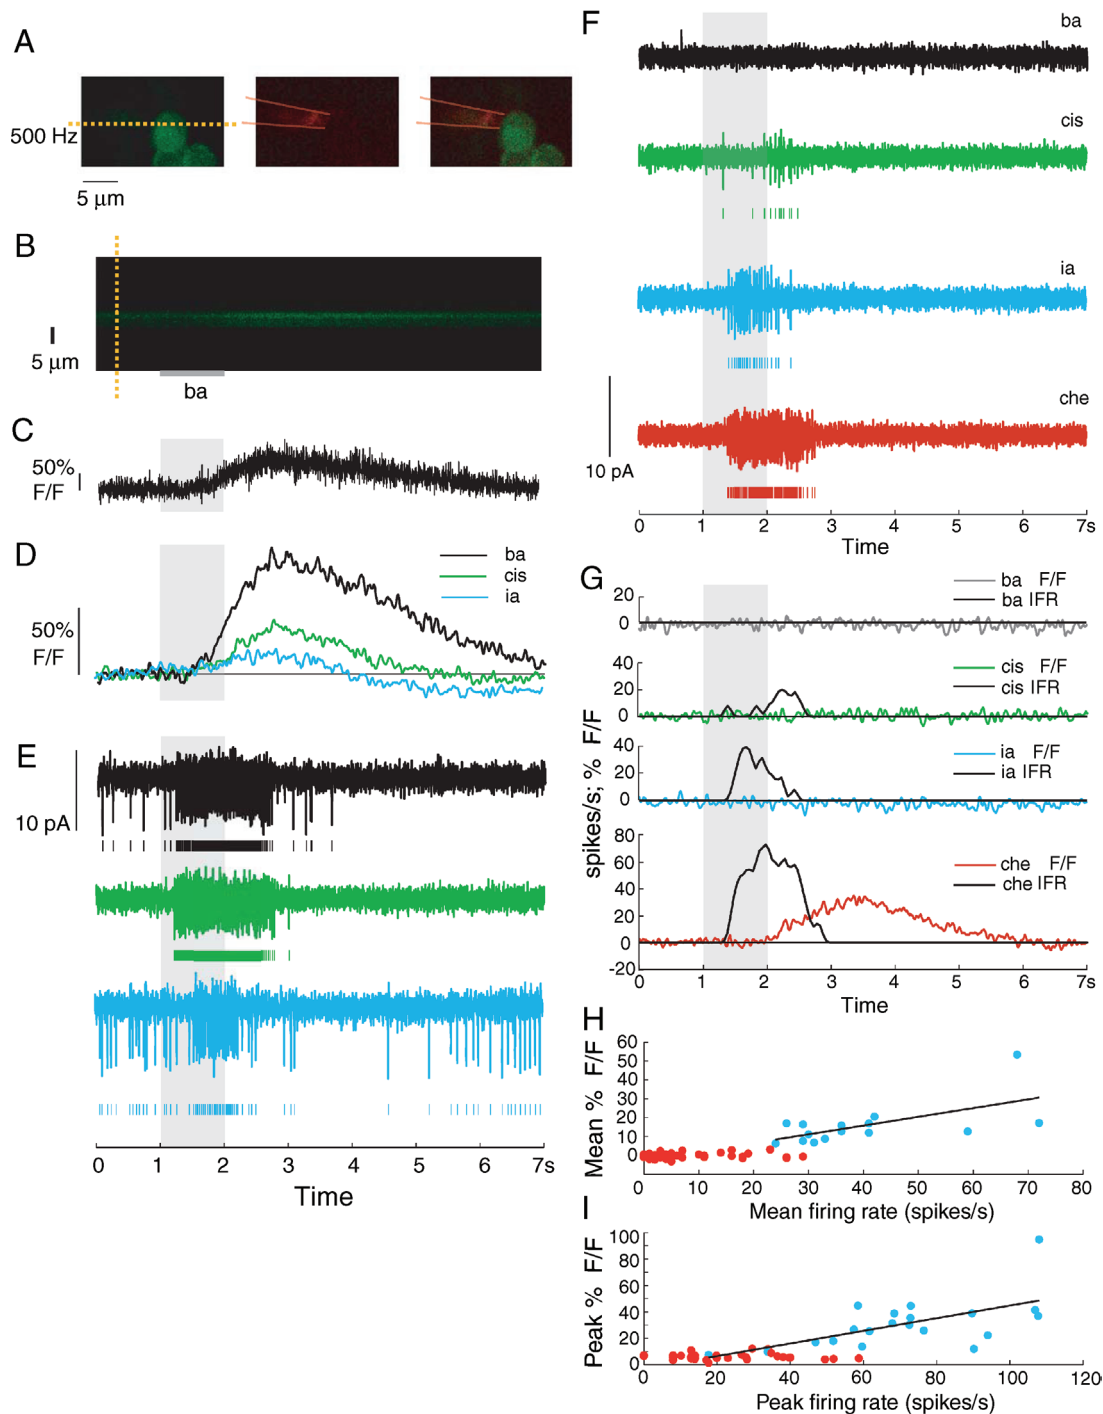 A
500 Hz
5 µm
B
5 µm
ba
C
50%
F/F
D
ba
cis
ia
50%
F/F
E
10 pA
0 1 2 3 4 5 6 7s
Time
F
ba
cis
ia
che
10 pA
0 1 2 3 4 5 6 7s
Time
G
spikes/s; % F/F
20
0
ba F/F
ba IFR
40
20
0
cis F/F
cis IFR
40
20
0
ia F/F
ia IFR
80
60
40
20
0
-20
che F/F
che IFR
0 1 2 3 4 5 6 7s
Time
H
Mean % F/F
60
50
40
30
20
10
0
0 10 20 30 40 50 60 70 80
Mean firing rate (spikes/s)
I
Peak % F/F
100
80
60
40
20
0
0 20 40 60 80 100 120
Peak firing rate (spikes/s)